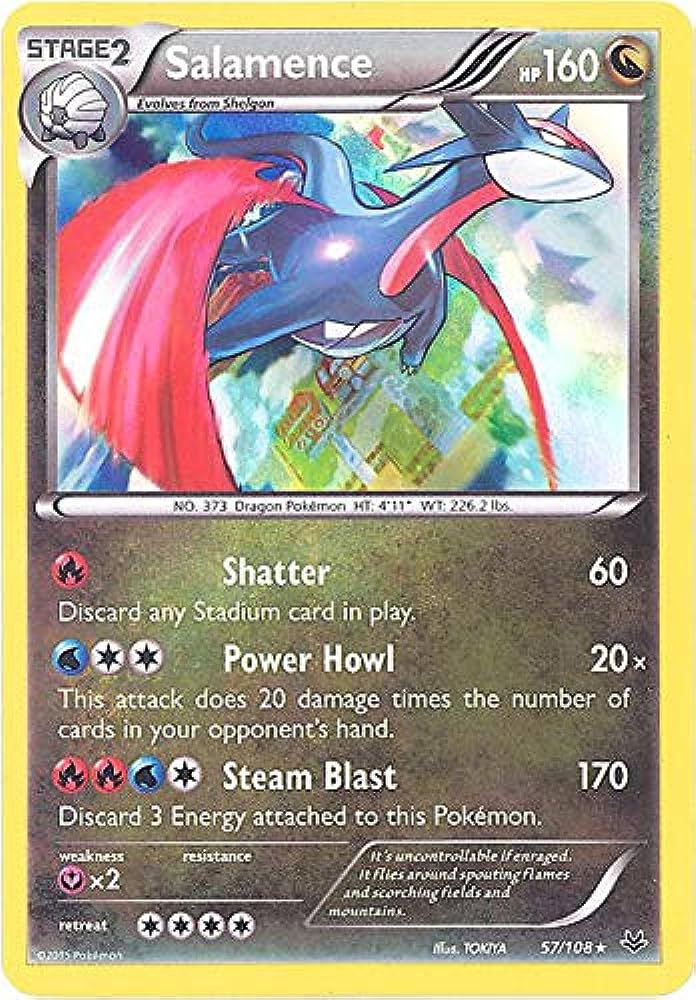 STAGE2
Salamence
HP160
Evolves from Shelgon
NO. 373 Dragon Pokémon HT: 4'11" WT: 226.2 lbs.
Shatter 60
Discard any Stadium card in play.
Power Howl 20×
This attack does 20 damage times the number of
cards in your opponent's hand.
Steam Blast 170
Discard 3 Energy attached to this Pokémon.
weakness resistance
×2
retreat
It's uncontrollable if enraged.
it flies around spouting flames
and scorching fields and
mountains.
©2015 Pokémon
Illus. TOKIYA
57/108★